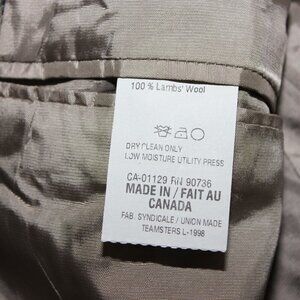 100 % Lambs' Wool
DRY CLEAN ONLY
LOW MOISTURE UTILITY PRESS
CA-01129 RN 90736
MADE IN / FAIT AU
CANADA
FAB. SYNDICALE / UNION MADE
TEAMSTERS L-1998